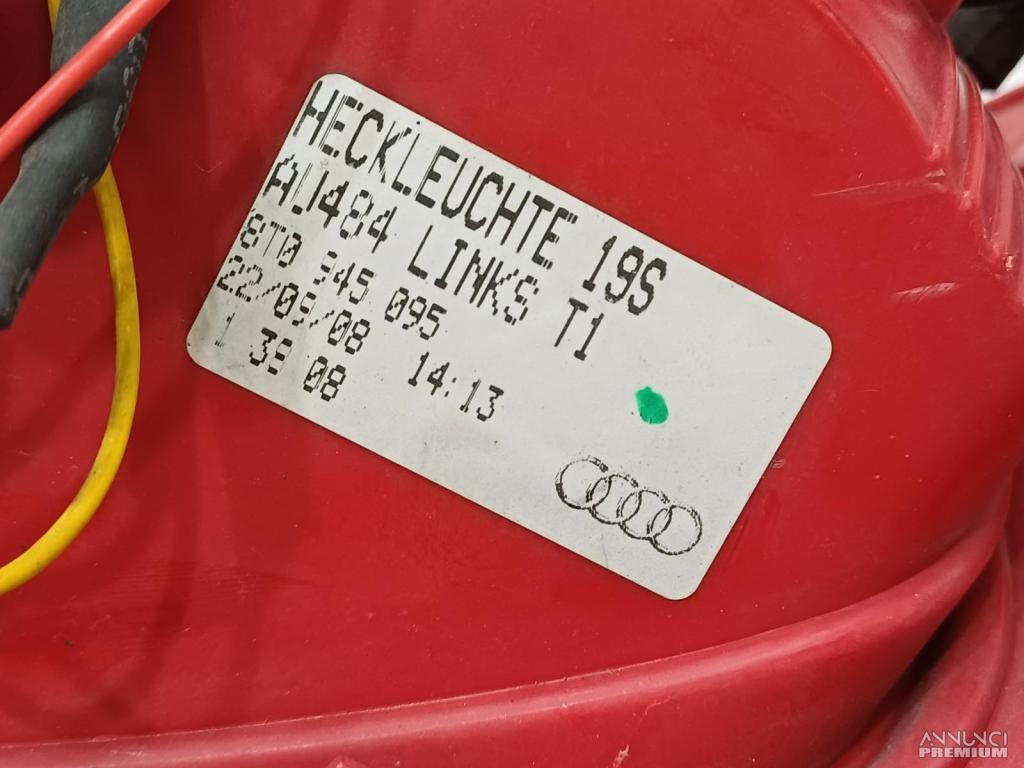 HECKLEUCHTE 19S
AU484 LINKS T1
8T0 945 095
22/09/08 14:13
1 39 08
ANNUNCI
PREMIUM